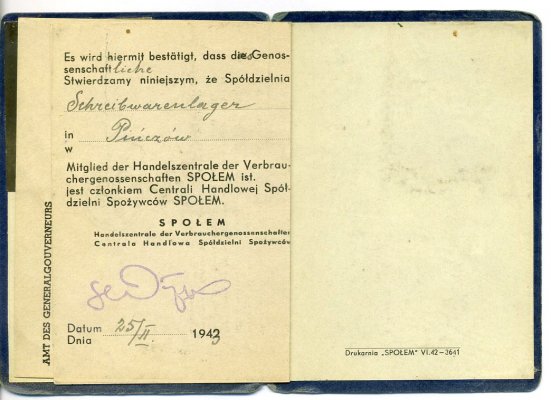 Es wird hiermit bestätigt, dass dieGenos-
senschaftliche
Stwierdzamy niniejszym, że Spółdzielnia
Schreibwarenlager
in
Pińczów
w
Mitglied der Handelszentrale der Verbrau-
chergenossenschaften SPOŁEM ist.
jest członkiem Centrali Handlowej Spół-
dzielni Spożywców SPOŁEM.
SPOŁEM
Handelszentrale der Verbrauchergenossenschaften
Centrala Handlowa Spółdzielni Spożywców
Datum
Dnia
25/II. 1943
AMT DES GENERALGOUVERNEURS
Drukarnia „SPOŁEM" VI.42—3641